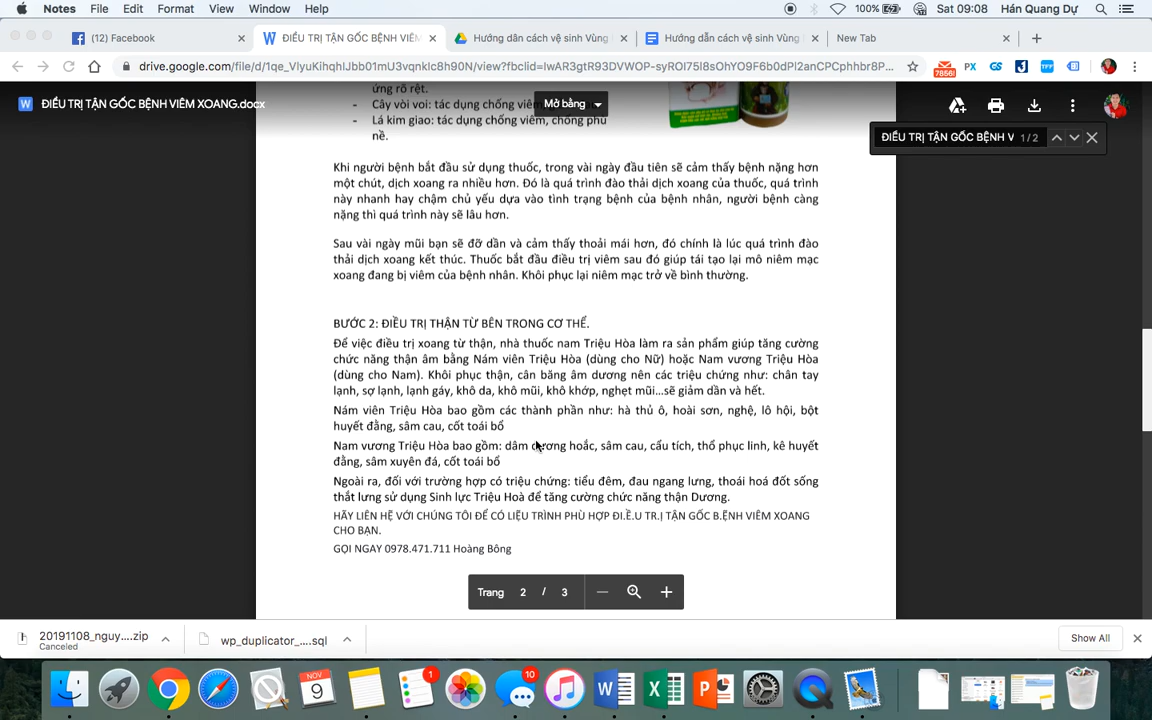 Notes File Edit Format View Window Help 100% Sat 09:08 Hán Quang Dự
(12) Facebook ĐIỀU TRỊ TẬN GỐC BỆNH VIÊM Hướng dẫn cách vệ sinh Vùng Hướng dẫn cách vệ sinh Vùng New Tab
drive.google.com/file/d/1qe_VlyuKihqhIJbb01mU3vqnklc8h90N/view?fbclid=IwAR3gtR93DVWOP-syROI75I8sOhYO9F6b0dPl2anCPCphhbr8P...
7856!
PX
TFF
W ĐIỀU TRỊ TẬN GỐC BỆNH VIÊM XOANG.docx
Mở bằng
ĐIỀU TRỊ TẬN GỐC BỆNH V 1/2
ứng rõ rệt.
- Cây vòi voi: tác dụng chống viêm,
- Lá kim giao: tác dụng chống viêm, chống phù
nề.
Khi người bệnh bắt đầu sử dụng thuốc, trong vài ngày đầu tiên sẽ cảm thấy bệnh nặng hơn
một chút, dịch xoang ra nhiều hơn. Đó là quá trình đào thải dịch xoang của thuốc, quá trình
này nhanh hay chậm chủ yếu dựa vào tình trạng bệnh của bệnh nhân, người bệnh càng
nặng thì quá trình này sẽ lâu hơn.
Sau vài ngày mũi bạn sẽ đỡ dần và cảm thấy thoải mái hơn, đó chính là lúc quá trình đào
thải dịch xoang kết thúc. Thuốc bắt đầu điều trị viêm sau đó giúp tái tạo lại mô niêm mạc
xoang đang bị viêm của bệnh nhân. Khôi phục lại niêm mạc trở về bình thường.
BƯỚC 2: ĐIỀU TRỊ THẬN TỪ BÊN TRONG CƠ THỂ.
Để việc điều trị xoang từ thận, nhà thuốc nam Triệu Hòa làm ra sản phẩm giúp tăng cường
chức năng thận âm bằng Nám viên Triệu Hòa (dùng cho Nữ) hoặc Nam vương Triệu Hòa
(dùng cho Nam). Khôi phục thận, cân bằng âm dương nên các triệu chứng như: chân tay
lạnh, sợ lạnh, lạnh gáy, khô da, khô mũi, khô khớp, nghẹt mũi...sẽ giảm dần và hết.
Nám viên Triệu Hòa bao gồm các thành phần như: hà thủ ô, hoài sơn, nghệ, lô hội, bột
huyết đằng, sâm cau, cốt toái bổ
Nam vương Triệu Hòa bao gồm: dâm dương hoắc, sâm cau, cẩu tích, thổ phục linh, kê huyết
đằng, sâm xuyên đá, cốt toái bổ
Ngoài ra, đối với trường hợp có triệu chứng: tiểu đêm, đau ngang lưng, thoái hoá đốt sống
thắt lưng sử dụng Sinh lực Triệu Hoà để tăng cường chức năng thận Dương.
HÃY LIÊN HỆ VỚI CHÚNG TÔI ĐỂ CÓ LIỆU TRÌNH PHÙ HỢP ĐI.Ề.U TR.Ị TẬN GỐC B.ỆNH VIÊM XOANG
CHO BẠN.
GỌI NGAY 0978.471.711 Hoàng Bông
Trang 2 / 3
20191108_nguy....zip
Canceled
wp_duplicator_....sql
Show All
NOV
9
1
10